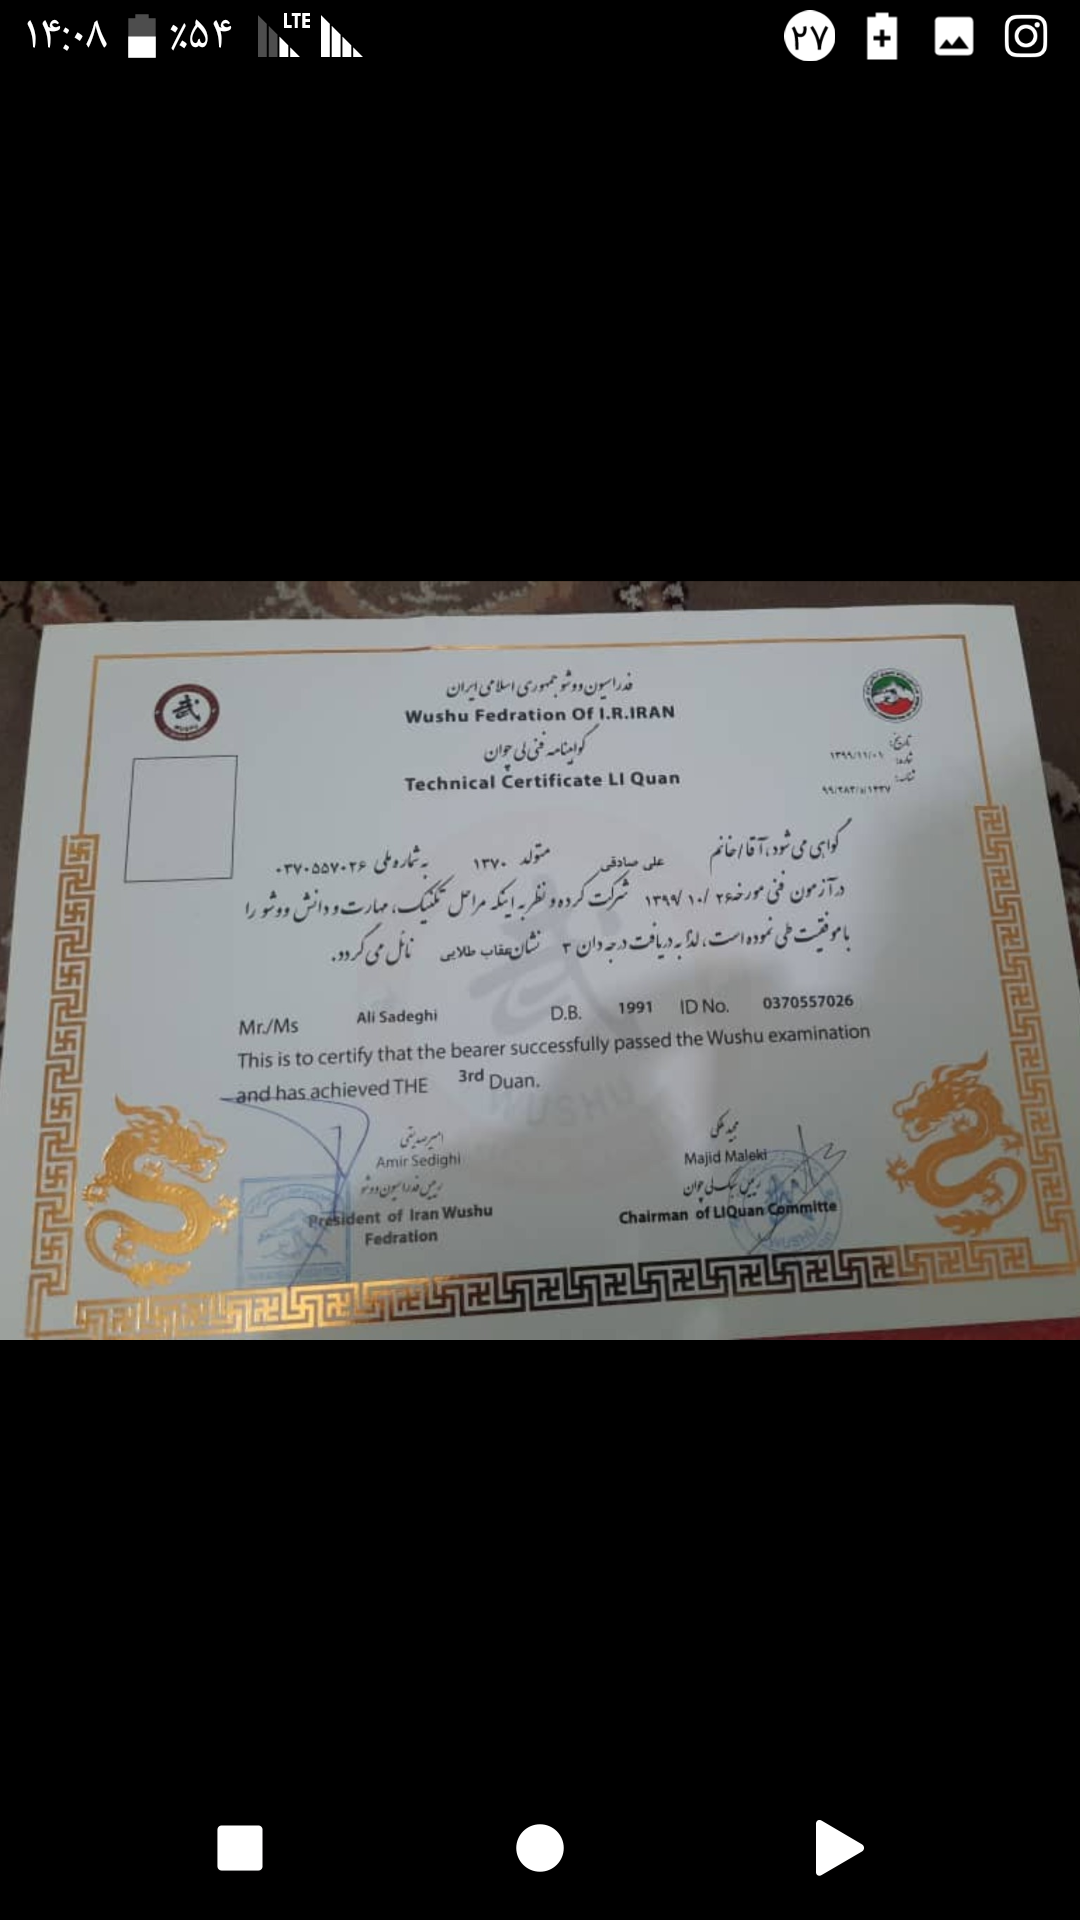 ۱۴:۰۸ ٪۵۴ LTE ۲۷
فدراسیون ووشو جمهوری اسلامی ایران
Wushu Fedration Of I.R.IRAN
گواهینامه فنی لی چوان
Technical Certificate LI Quan
تاریخ: ۱۳۹۹/۱۱/۰۱
شماره:
WUSHU
گواهی می شود، آقا/خانم علی صادقی متولد ۱۳۷۰ به شماره ملی ۰۳۷۰۵۵۷۰۲۶
در آزمون فنی مورخه ۲۶ /۱۰ /۱۳۹۹ شرکت کرده و نظر به اینکه مراحل تکنیک، مهارت و دانش ووشو را
با موفقیت طی نموده است، لذا به دریافت درجه دان ۳ نشان عقاب طلایی نائل می گردد.
Mr./Ms Ali Sadeghi D.B. 1991 ID No. 0370557026
This is to certify that the bearer successfully passed the Wushu examination
and has achieved THE 3rd Duan.
WUSHU
امیر صدیقی
Amir Sedighi
رییس فدراسیون ووشو
President of Iran Wushu
Fedration
مجید ملکی
Majid Maleki
رییس سبک لی چوان
Chairman of LIQuan Committe
WUSHU